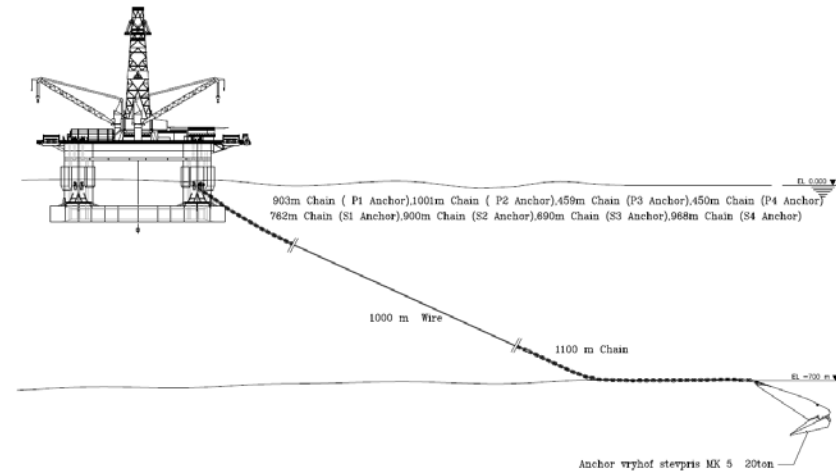 EL 0.000
903m Chain ( P1 Anchor),1001m Chain ( P2 Anchor),459m Chain (P3 Anchor),450m Chain (P4 Anchor)
762m Chain (S1 Anchor),900m Chain (S2 Anchor),690m Chain (S3 Anchor),968m Chain (S4 Anchor)
1000 m Wire
1100 m Chain
EL -700 m
Anchor vryhof stevpris MK 5 20ton